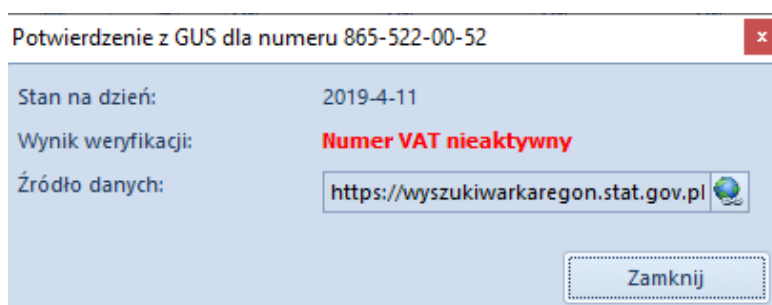 Potwierdzenie z GUS dla numeru 865-522-00-52
x
Stan na dzień: 2019-4-11
Wynik weryfikacji: Numer VAT nieaktywny
Źródło danych: https://wyszukiwarkaregon.stat.gov.pl
Zamknij